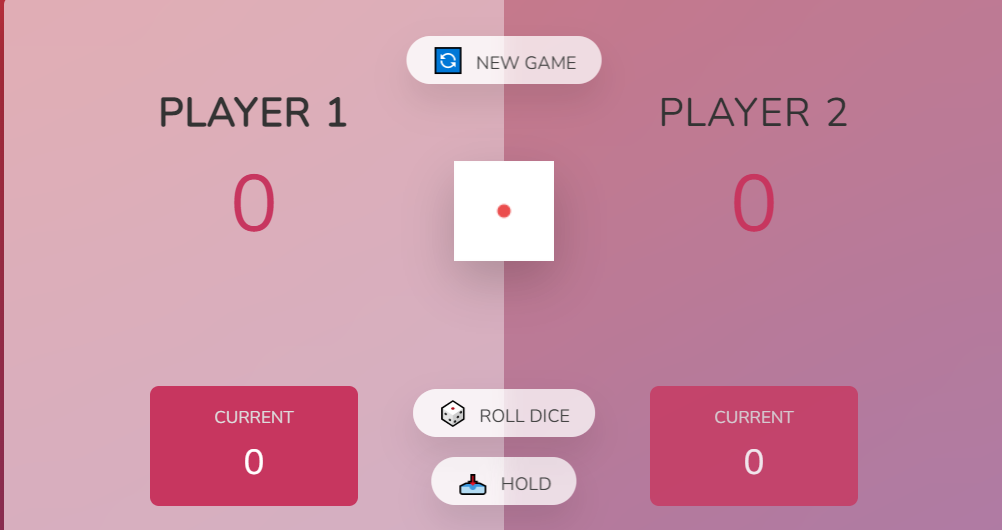 NEW GAME
PLAYER 1
PLAYER 2
0
0
CURRENT
0
ROLL DICE
HOLD
CURRENT
0